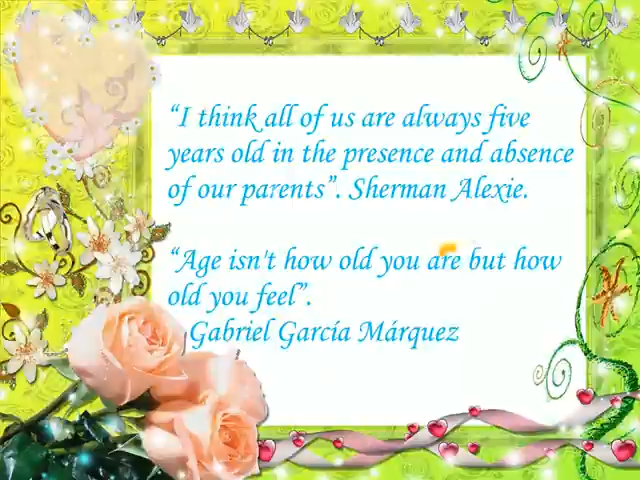 “I think all of us are always five
years old in the presence and absence
of our parents”. Sherman Alexie.
“Age isn't how old you are but how
old you feel”.
Gabriel García Márquez